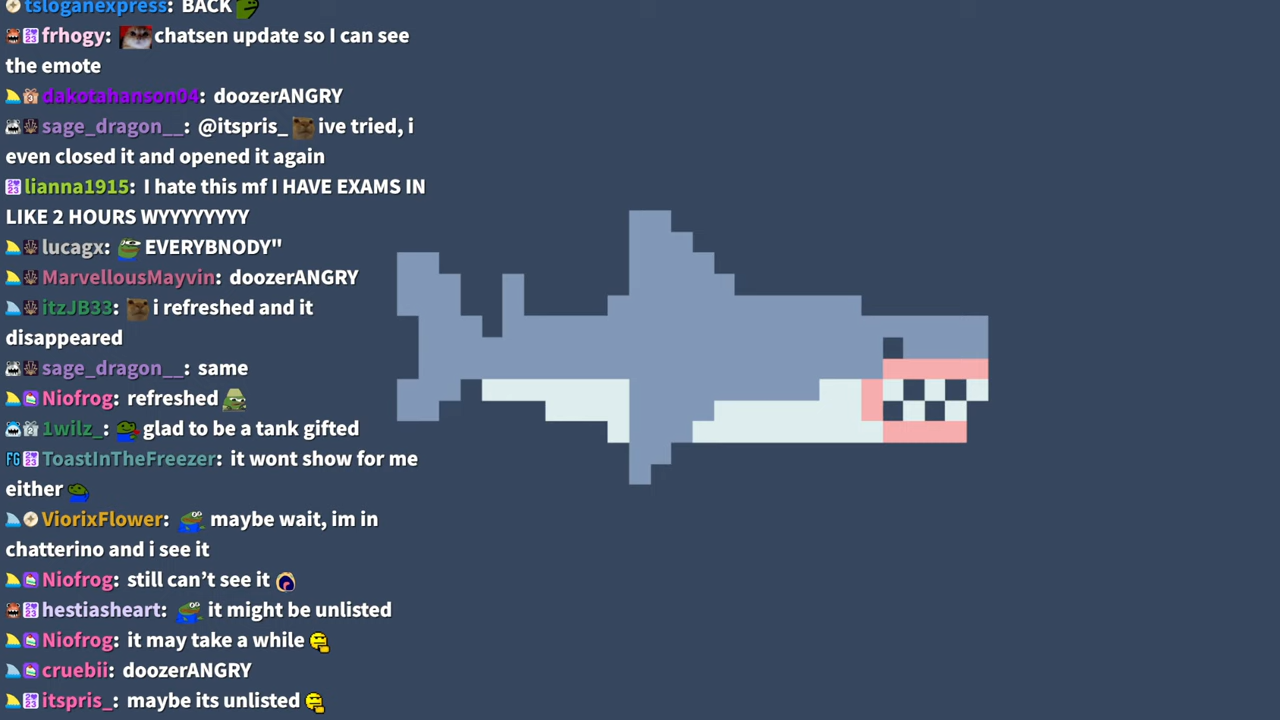 tsloganexpress: BACK
frhogy: chatsen update so I can see
the emote
dakotahanson04: doozerANGRY
sage_dragon__: @itspris_ ive tried, i
even closed it and opened it again
lianna1915: I hate this mf I HAVE EXAMS IN
LIKE 2 HOURS WYYYYYYYY
lucagx: EVERYBNODY"
MarvellousMayvin: doozerANGRY
itzJB33: i refreshed and it
disappeared
sage_dragon__: same
Niofrog: refreshed
1wilz_: glad to be a tank gifted
FG ToastInTheFreezer: it wont show for me
either
ViorixFlower: maybe wait, im in
chatterino and i see it
Niofrog: still can't see it
hestiasheart: it might be unlisted
Niofrog: it may take a while
cruebii: doozerANGRY
itspris_: maybe its unlisted